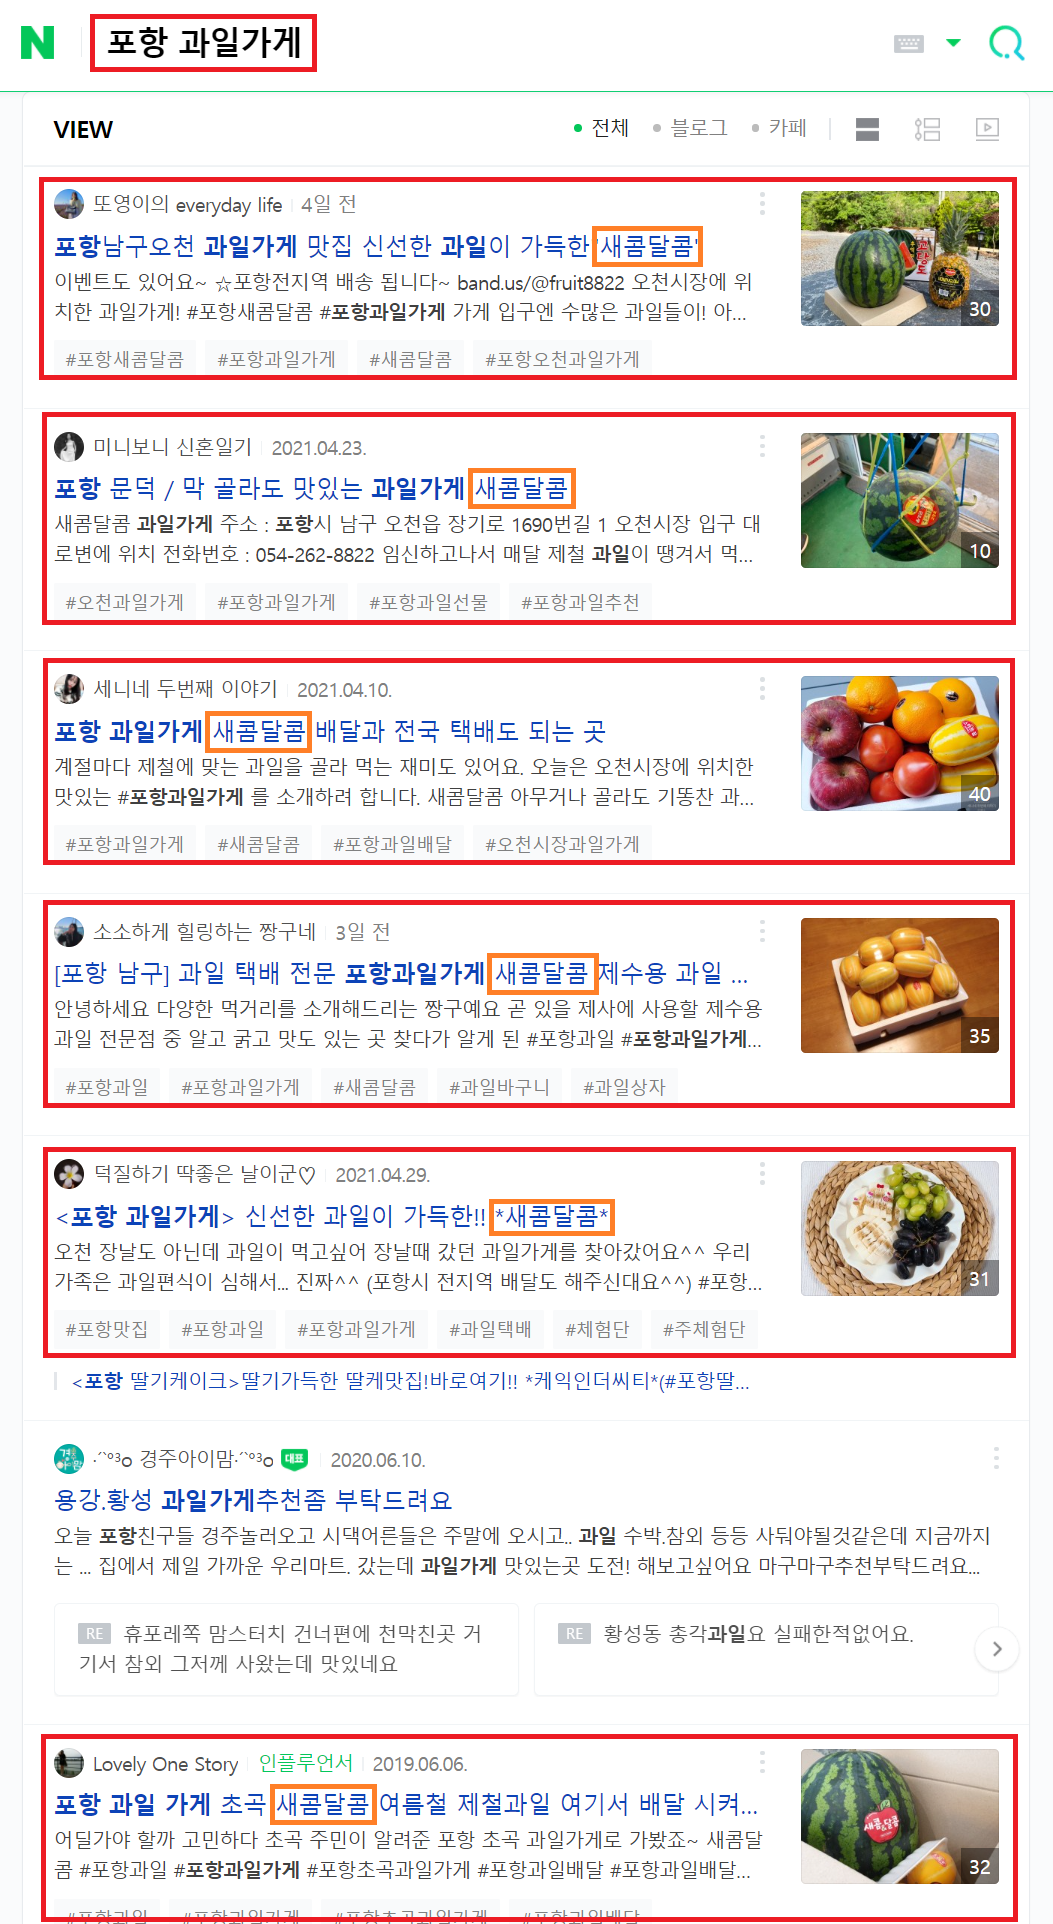 N 포항 과일가게
VIEW
전체 블로그 카페
또영이의 everyday life 4일 전
포항남구오천 과일가게 맛집 신선한 과일이 가득한'새콤달콤'
이벤트도 있어요~ ☆포항전지역 배송 됩니다~ band.us/@fruit8822 오천시장에 위
치한 과일가게! #포항새콤달콤 #포항과일가게 가게 입구엔 수많은 과일들이! 아...
30
#포항새콤달콤 #포항과일가게 #새콤달콤 #포항오천과일가게
미니보니 신혼일기 2021.04.23.
포항 문덕 / 막 골라도 맛있는 과일가게 새콤달콤
새콤달콤 과일가게 주소 : 포항시 남구 오천읍 장기로 1690번길 1 오천시장 입구 대
로변에 위치 전화번호 : 054-262-8822 임신하고나서 매달 제철 과일이 땡겨서 먹...
10
#오천과일가게 #포항과일가게 #포항과일선물 #포항과일추천
세니네 두번째 이야기 2021.04.10.
포항 과일가게 새콤달콤 배달과 전국 택배도 되는 곳
계절마다 제철에 맞는 과일을 골라 먹는 재미도 있어요. 오늘은 오천시장에 위치한
맛있는 #포항과일가게 를 소개하려 합니다. 새콤달콤 아무거나 골라도 기똥찬 과...
40
#포항과일가게 #새콤달콤 #포항과일배달 #오천시장과일가게
소소하게 힐링하는 짱구네 3일 전
[포항 남구] 과일 택배 전문 포항과일가게 새콤달콤 제수용 과일 ...
안녕하세요 다양한 먹거리를 소개해드리는 짱구예요 곧 있을 제사에 사용할 제수용
과일 전문점 중 알고 굵고 맛도 있는 곳 찾다가 알게 된 #포항과일 #포항과일가게...
35
#포항과일 #포항과일가게 #새콤달콤 #과일바구니 #과일상자
덕질하기 딱좋은 날이군♡ 2021.04.29.
<포항 과일가게> 신선한 과일이 가득한!! *새콤달콤*
오천 장날도 아닌데 과일이 먹고싶어 장날때 갔던 과일가게를 찾아갔어요^^ 우리
가족은 과일편식이 심해서... 진짜^^ (포항시 전지역 배달도 해주신대요^^) #포항...
31
#포항맛집 #포항과일 #포항과일가게 #과일택배 #체험단 #주체험단
<포항 딸기케이크>딸기가득한 딸케맛집!바로여기!! *케익인더씨티*(#포항딸...
·´`°³о 경주아이맘·´`°³о 대표 2020.06.10.
용강.황성 과일가게추천좀 부탁드려요
오늘 포항친구들 경주놀러오고 시댁어른들은 주말에 오시고.. 과일 수박.참외 등등 사둬야될것같은데 지금까지
는 ... 집에서 제일 가까운 우리마트. 갔는데 과일가게 맛있는곳 도전! 해보고싶어요 마구마구추천부탁드려요...
RE 휴포레쪽 맘스터치 건너편에 천막친곳 거
기서 참외 그저께 사왔는데 맛있네요
RE 황성동 총각과일요 실패한적없어요.
Lovely One Story 인플루언서 2019.06.06.
포항 과일 가게 초곡 새콤달콤 여름철 제철과일 여기서 배달 시켜...
어딜가야 할까 고민하다 초곡 주민이 알려준 포항 초곡 과일가게로 가봤죠~ 새콤달
콤 #포항과일 #포항과일가게 #포항초곡과일가게 #포항과일배달 #포항과일배달...
새콤달콤
32
#포항과일 #포항과일가게 #포항초곡과일가게 #포항과일배달